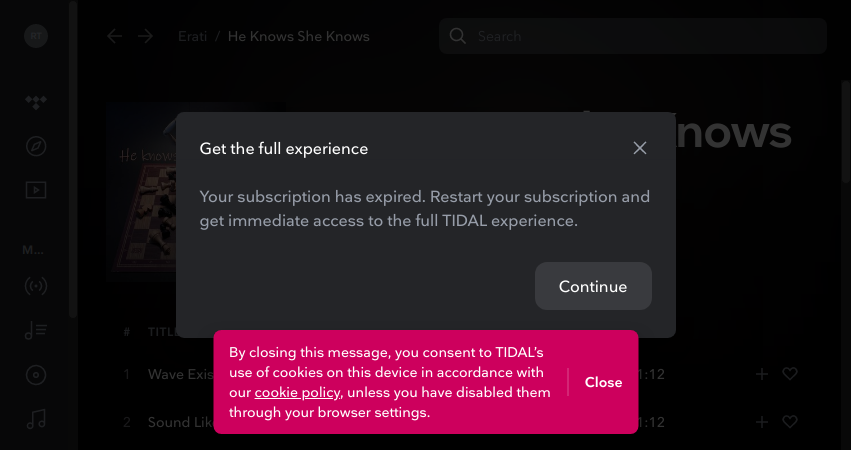 HT
Erati / He Knows She Knows
Search
He knows
nows
Get the full experience
Your subscription has expired. Restart your subscription and
get immediate access to the full TIDAL experience.
Continue
M...
# TITL
1 Wave Exis :12
2 Sound Lik :12
By closing this message, you consent to TIDAL’s
use of cookies on this device in accordance with
our cookie policy, unless you have disabled them
through your browser settings.
Close